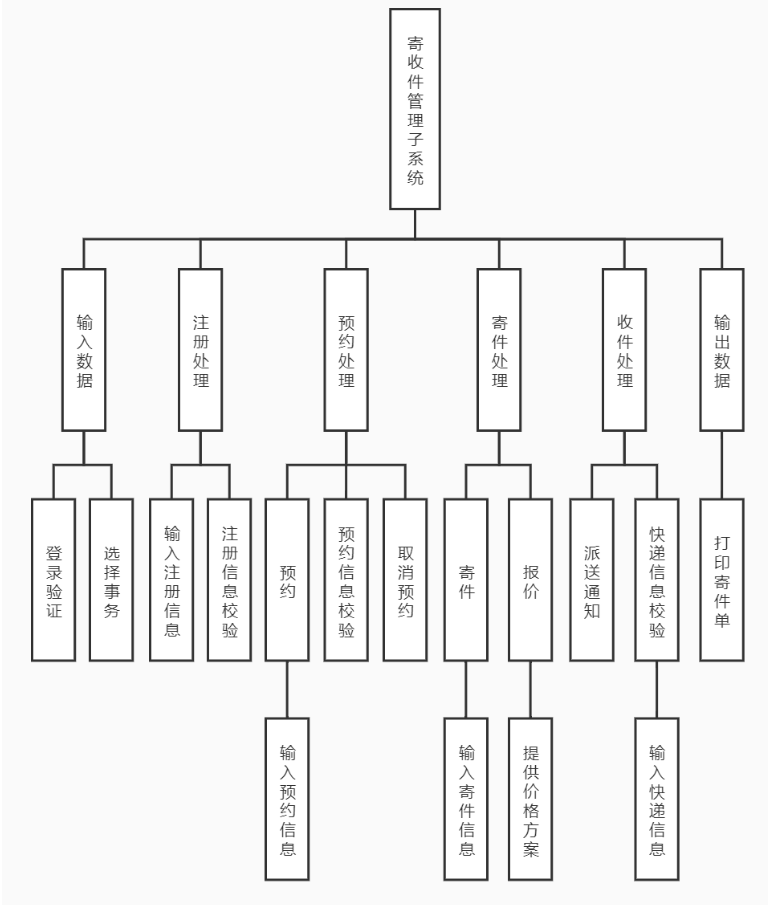 寄收件管理子系统
输入数据
注册处理
预约处理
寄件处理
收件处理
输出数据
登录验证
选择事务
输入注册信息
注册信息校验
预约
预约信息校验
取消预约
寄件
报价
派送通知
快递信息校验
打印寄件单
输入预约信息
输入寄件信息
提供价格方案
输入快递信息